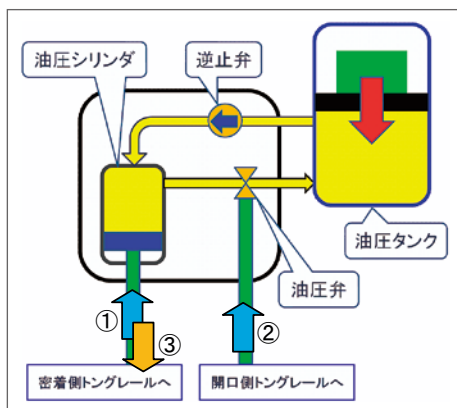 油圧シリンダ
逆止弁
油圧タンク
油圧弁
①
②
③
密着側トングレールへ
開口側トングレールへ